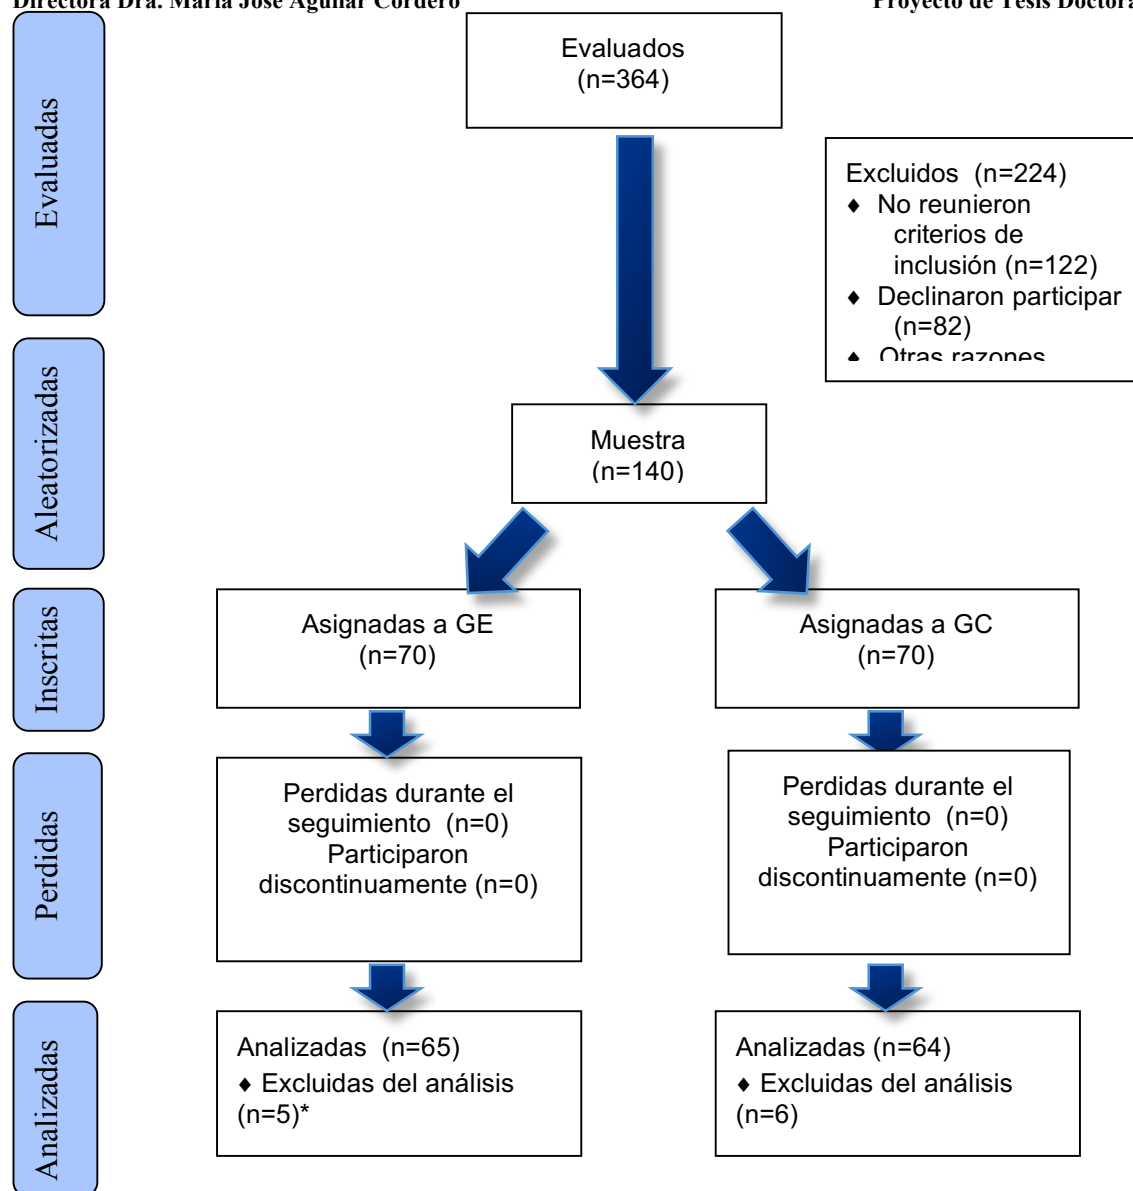 Directora Dra. María José Aguilar Cordero
Proyecto de Tesis Doctora
Evaluadas
Evaluados
(n=364)
Excluidos (n=224)
♦ No reunieron
criterios de
inclusión (n=122)
♦ Declinaron participar
(n=82)
♦ Otras razones
Aleatorizadas
Muestra
(n=140)
Inscritas
Asignadas a GE
(n=70)
Asignadas a GC
(n=70)
Perdidas
Perdidas durante el
seguimiento (n=0)
Participaron
discontinuamente (n=0)
Perdidas durante el
seguimiento (n=0)
Participaron
discontinuamente (n=0)
Analizadas
Analizadas (n=65)
♦ Excluidas del análisis
(n=5)*
Analizadas (n=64)
♦ Excluidas del análisis
(n=6)